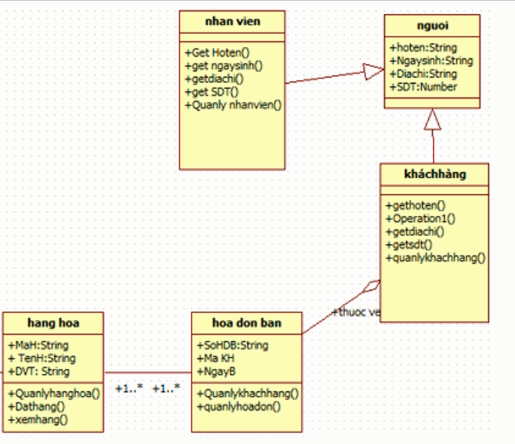 nhan vien
+Get Hoten()
+get ngaysinh()
+getdiachi()
+get SDT()
+Quanly nhanvien()
nguoi
+hoten:String
+Ngaysinh:String
+Diachi:String
+SDT:Number
kháchhàng
+gethoten()
+Operation1()
+getdiachi()
+getsdt()
+quanlykhachhang()
+thuoc ve
hang hoa
+MaH:String
+ TenH:String
+DVT: String
+Quanlyhanghoa()
+Dathang()
+xemhang()
+1..* +1..*
hoa don ban
+SoHDB:String
+Ma KH
+NgayB
+Quanlykhachhang()
+quanlyhoadon()